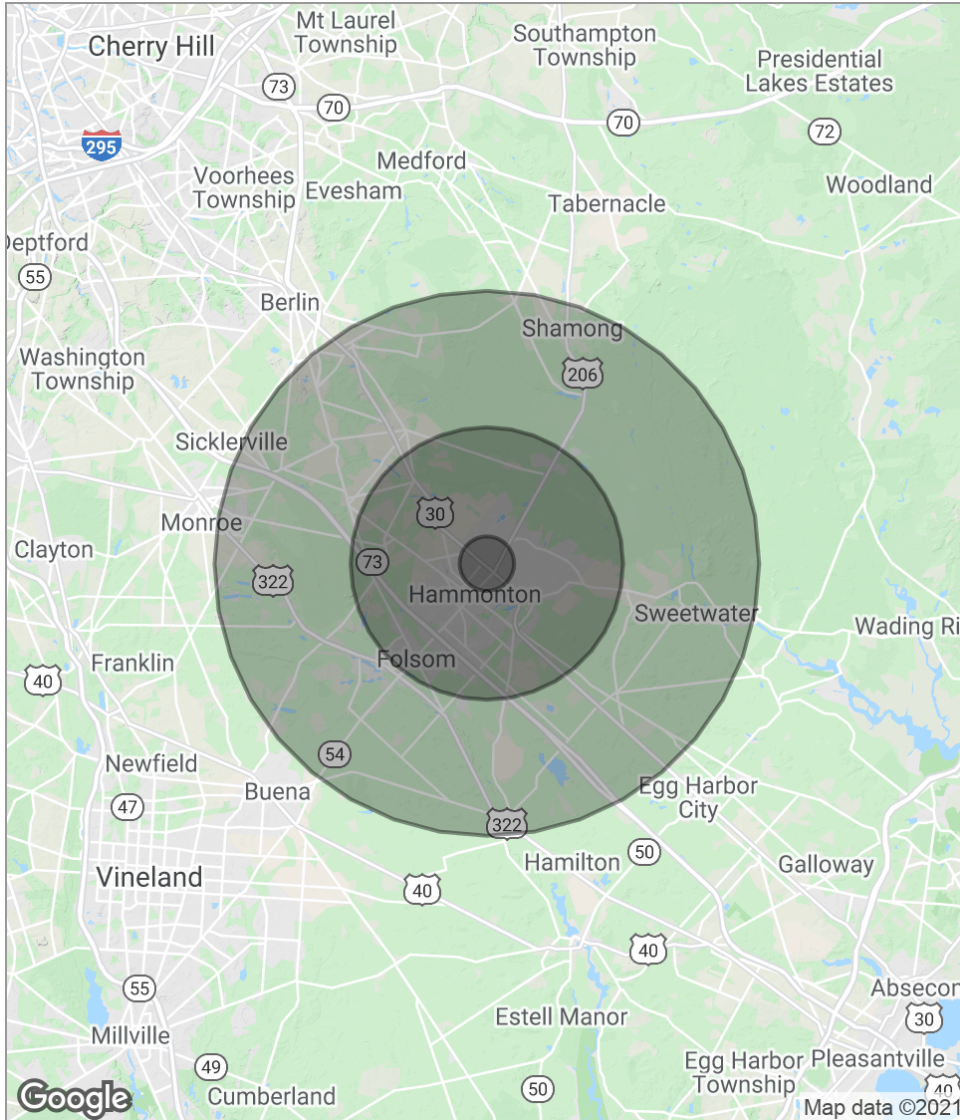 Mt Laurel
Township
Cherry Hill
Southampton
Township
Presidential
Lakes Estates
73
70
70
72
295
Medford
Voorhees
Township
Evesham
Woodland
Tabernacle
Deptford
55
Berlin
Shamong
Washington
Township
206
Sicklerville
30
Monroe
Clayton
73
322
Hammonton
Sweetwater
Wading Ri
Folsom
Franklin
40
54
Newfield
Buena
47
Egg Harbor
City
322
Hamilton
50
Galloway
Vineland
40
40
55
Absecon
30
Estell Manor
Millville
49
Egg Harbor
Township
Pleasantville
Cumberland
50
40
Google
Map data ©2021